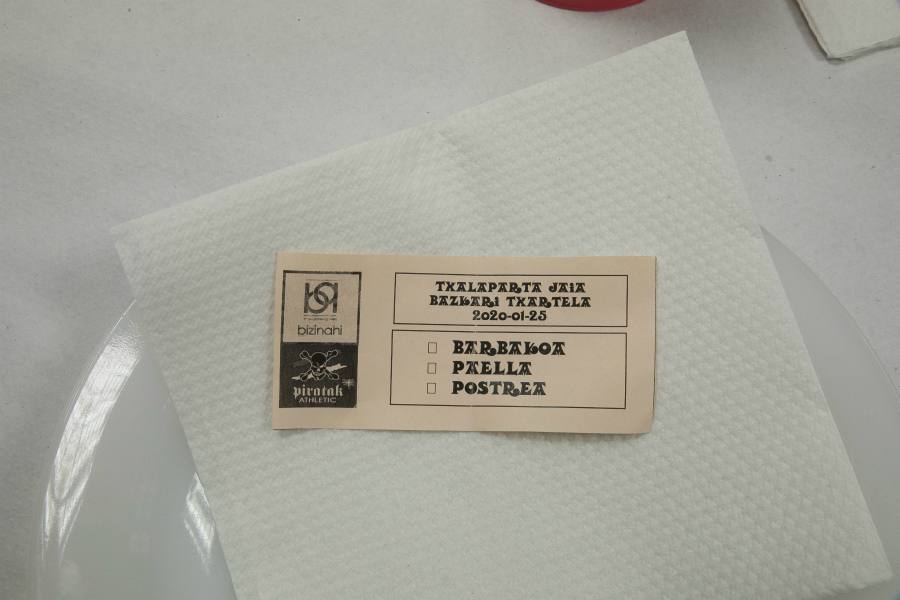 TXALAPARTA JAIA
BAZKARI TXARTELA
2020-01-25
bizinahi
piratak
ATHLETIC
BARBAKOA
PAELLA
POSTREA